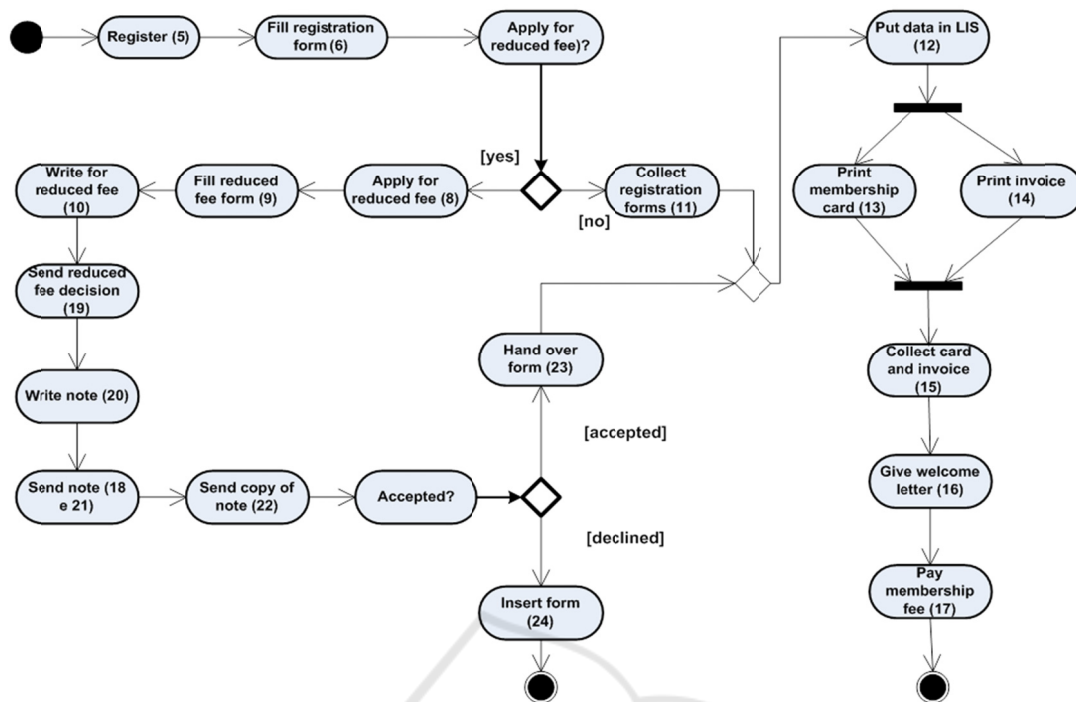 Register (5)
Fill registration
form (6)
Apply for
reduced fee)?
Put data in LIS
(12)
[yes]
[no]
Write for
reduced fee
(10)
Fill reduced
fee form (9)
Apply for
reduced fee (8)
Collect
registration
forms (11)
Print
membership
card (13)
Print invoice
(14)
Send reduced
fee decision
(19)
Hand over
form (23)
Collect card
and invoice
(15)
Write note (20)
[accepted]
Send note (18
e 21)
Send copy of
note (22)
Accepted?
Give welcome
letter (16)
[declined]
Insert form
(24)
Pay
membership
fee (17)